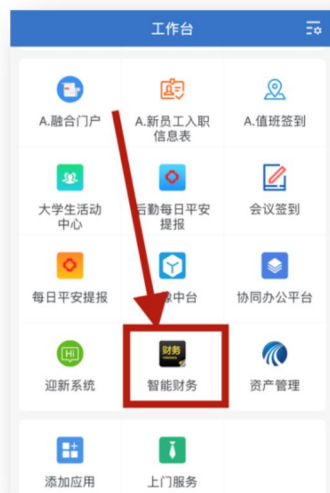 工作台
A.融合门户
A.新员工入职
信息表
A.值班签到
大学生活动
中心
后勤每日平安
提报
会议签到
每日平安提报
中台
协同办公平台
HI
迎新系统
财务
智能财务
资产管理
添加应用
上门服务